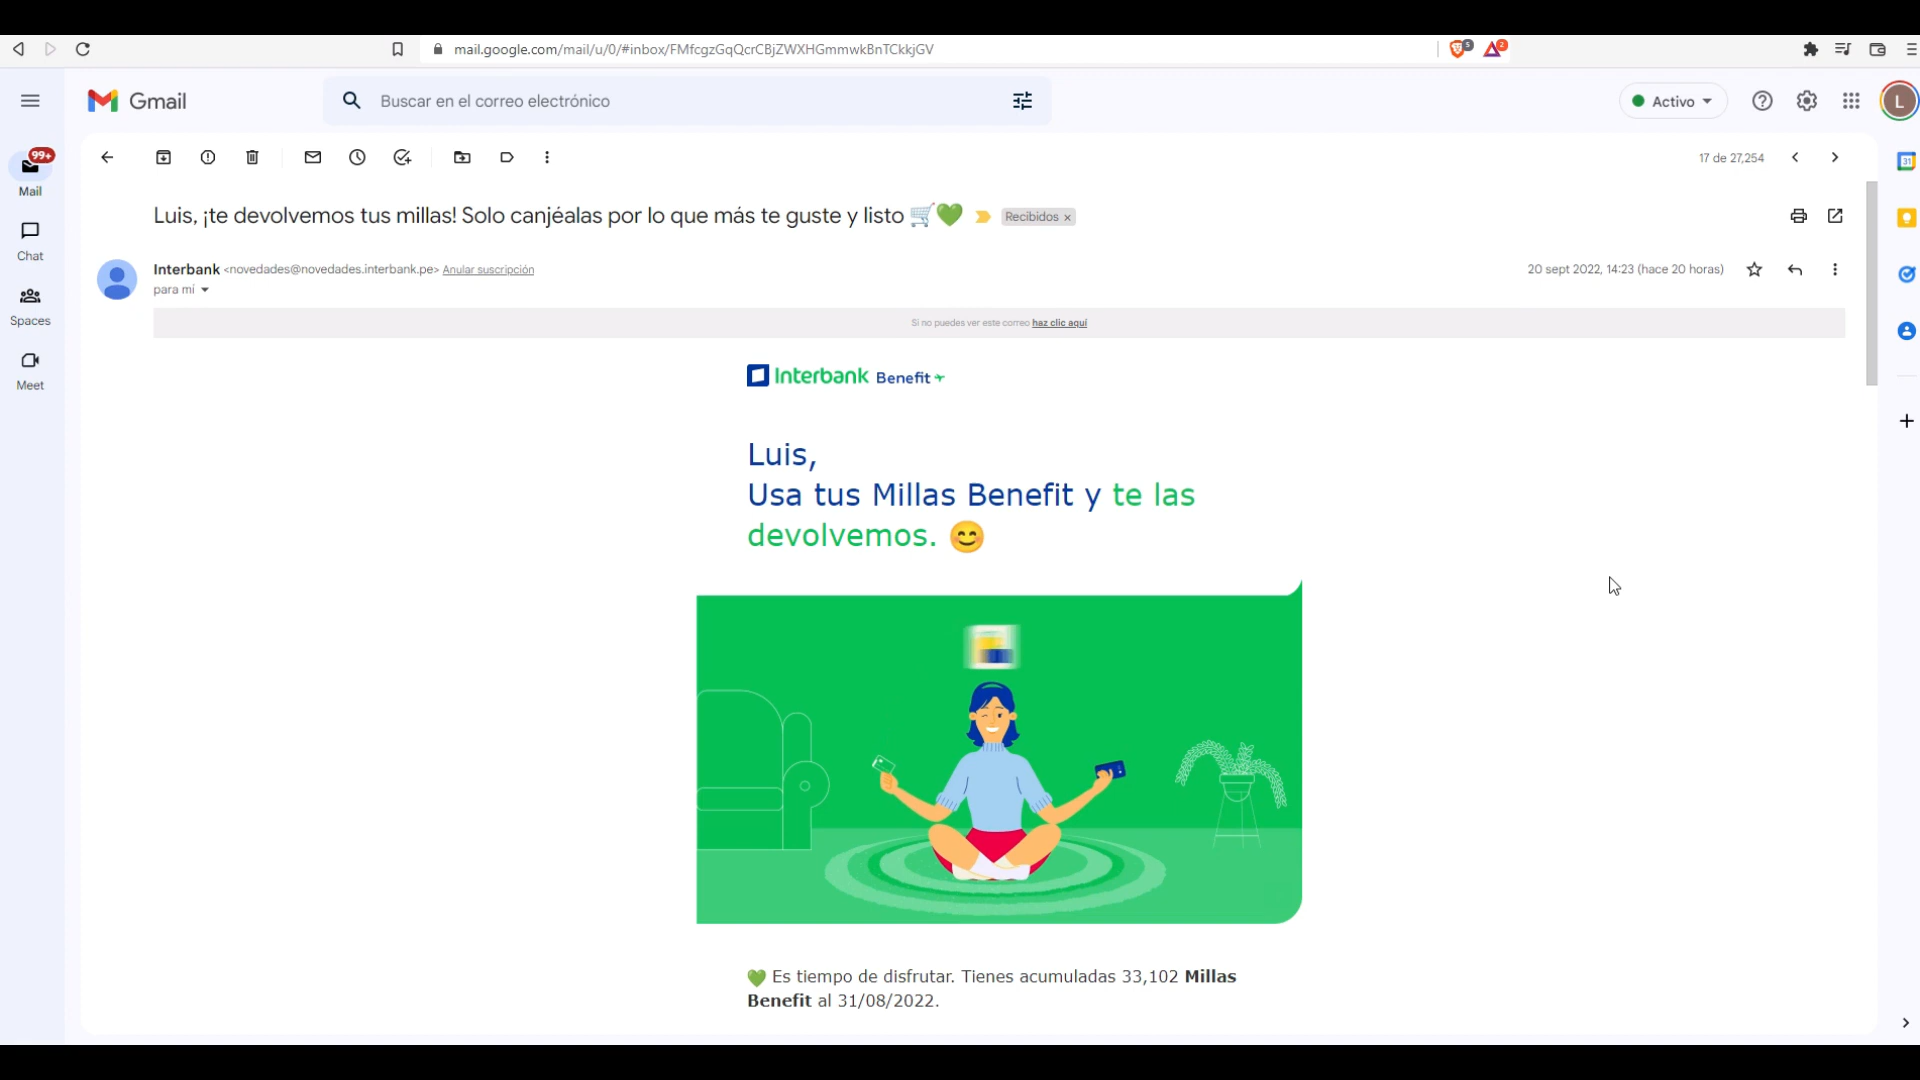 mail.google.com/mail/u/0/#inbox/FMfcgzGqQqcrCBjZWXHGmmwkBnTCkkjGV
5
2
Gmail
Buscar en el correo electrónico
Activo
L
99+
Mail
Chat
Spaces
Meet
17 de 27,254
31
Luis, ¡te devolvemos tus millas! Solo canjéalas por lo que más te guste y listo 🛒💚
Recibidos x
Interbank <novedades@novedades.interbank.pe> Anular suscripción
20 sept 2022, 14:23 (hace 20 horas)
para mí
Si no puedes ver este correo haz clic aquí
Interbank Benefit
Luis,
Usa tus Millas Benefit y te las
devolvemos. 😊
💚 Es tiempo de disfrutar. Tienes acumuladas 33,102 Millas
Benefit al 31/08/2022.